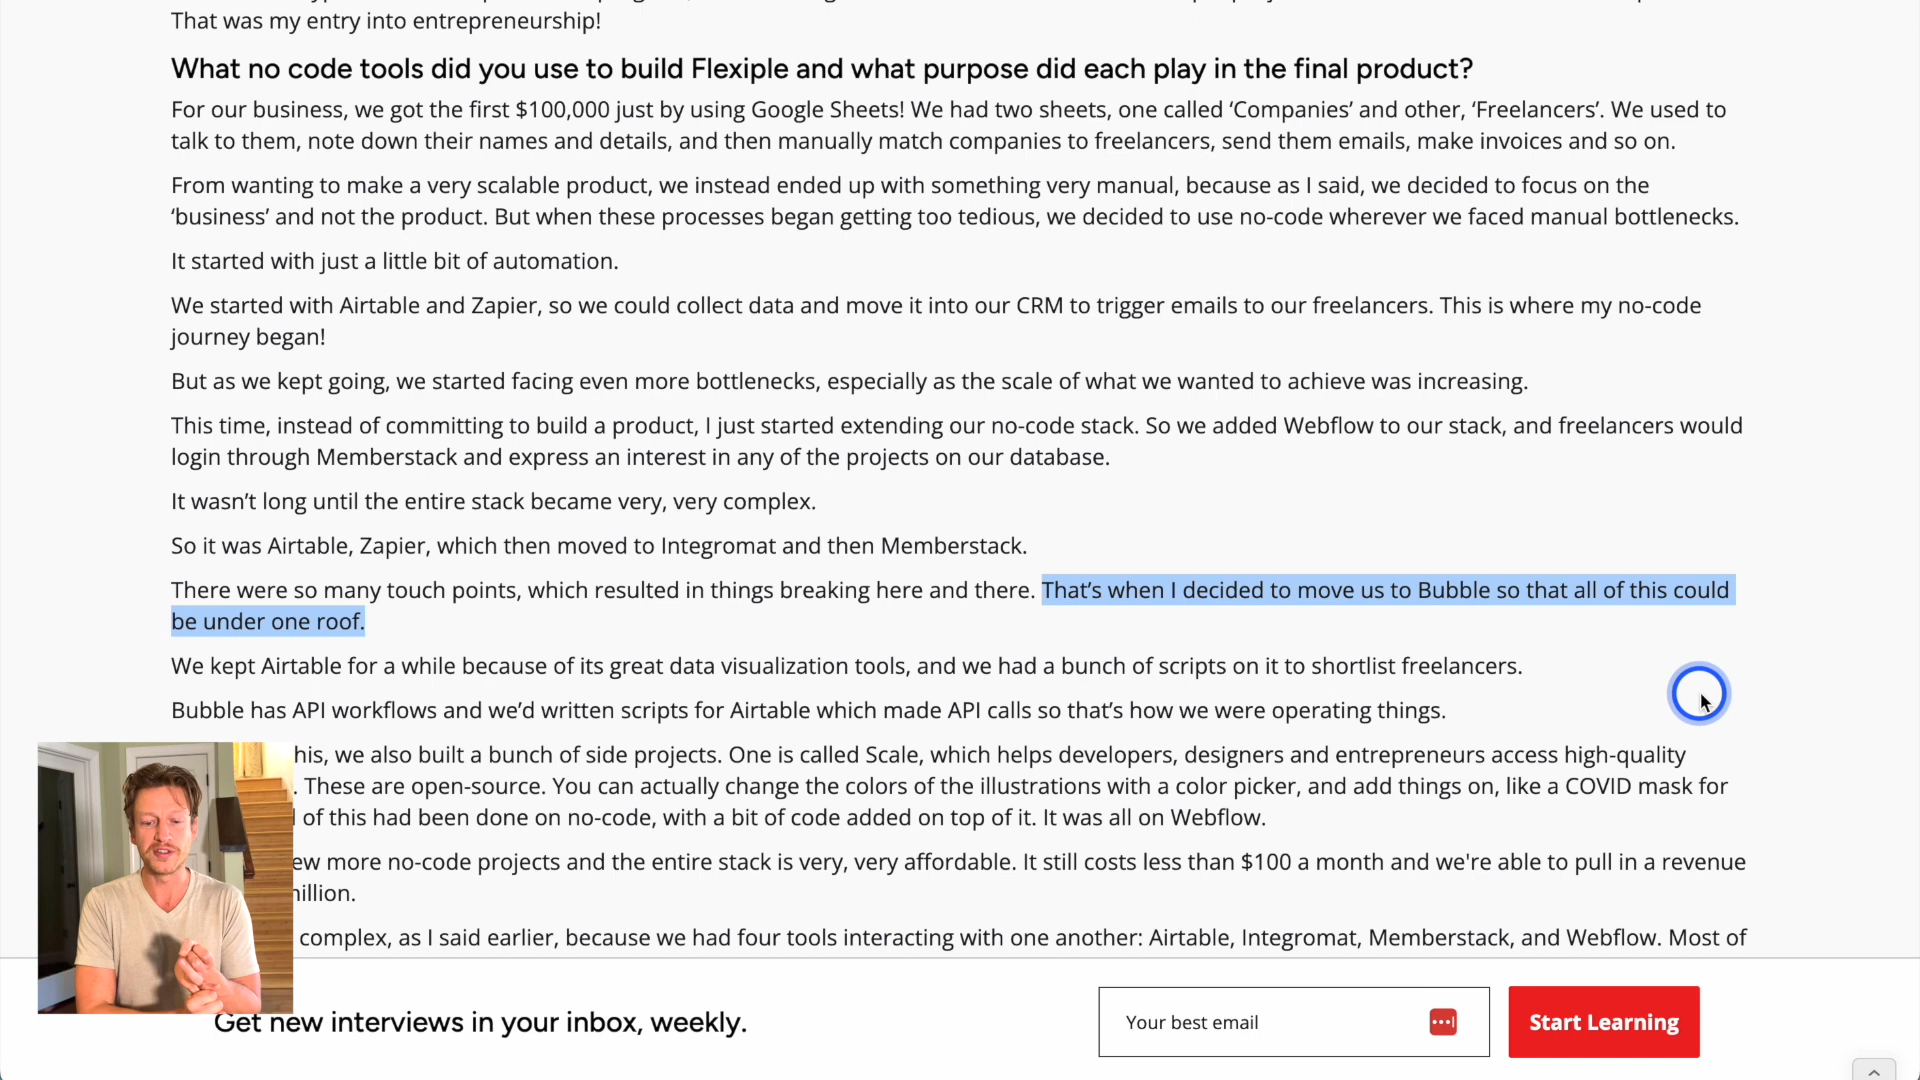 That was my entry into entrepreneurship!
What no code tools did you use to build Flexiple and what purpose did each play in the final product?
For our business, we got the first $100,000 just by using Google Sheets! We had two sheets, one called ‘Companies’ and other, ‘Freelancers’. We used to
talk to them, note down their names and details, and then manually match companies to freelancers, send them emails, make invoices and so on.
From wanting to make a very scalable product, we instead ended up with something very manual, because as I said, we decided to focus on the
‘business’ and not the product. But when these processes began getting too tedious, we decided to use no-code wherever we faced manual bottlenecks.
It started with just a little bit of automation.
We started with Airtable and Zapier, so we could collect data and move it into our CRM to trigger emails to our freelancers. This is where my no-code
journey began!
But as we kept going, we started facing even more bottlenecks, especially as the scale of what we wanted to achieve was increasing.
This time, instead of committing to build a product, I just started extending our no-code stack. So we added Webflow to our stack, and freelancers would
login through Memberstack and express an interest in any of the projects on our database.
It wasn’t long until the entire stack became very, very complex.
So it was Airtable, Zapier, which then moved to Integromat and then Memberstack.
There were so many touch points, which resulted in things breaking here and there. That’s when I decided to move us to Bubble so that all of this could
be under one roof.
We kept Airtable for a while because of its great data visualization tools, and we had a bunch of scripts on it to shortlist freelancers.
Bubble has API workflows and we’d written scripts for Airtable which made API calls so that’s how we were operating things.
his, we also built a bunch of side projects. One is called Scale, which helps developers, designers and entrepreneurs access high-quality
. These are open-source. You can actually change the colors of the illustrations with a color picker, and add things on, like a COVID mask for
of this had been done on no-code, with a bit of code added on top of it. It was all on Webflow.
ew more no-code projects and the entire stack is very, very affordable. It still costs less than $100 a month and we're able to pull in a revenue
illion.
complex, as I said earlier, because we had four tools interacting with one another: Airtable, Integromat, Memberstack, and Webflow. Most of
Get new interviews in your inbox, weekly.
Your best email
Start Learning